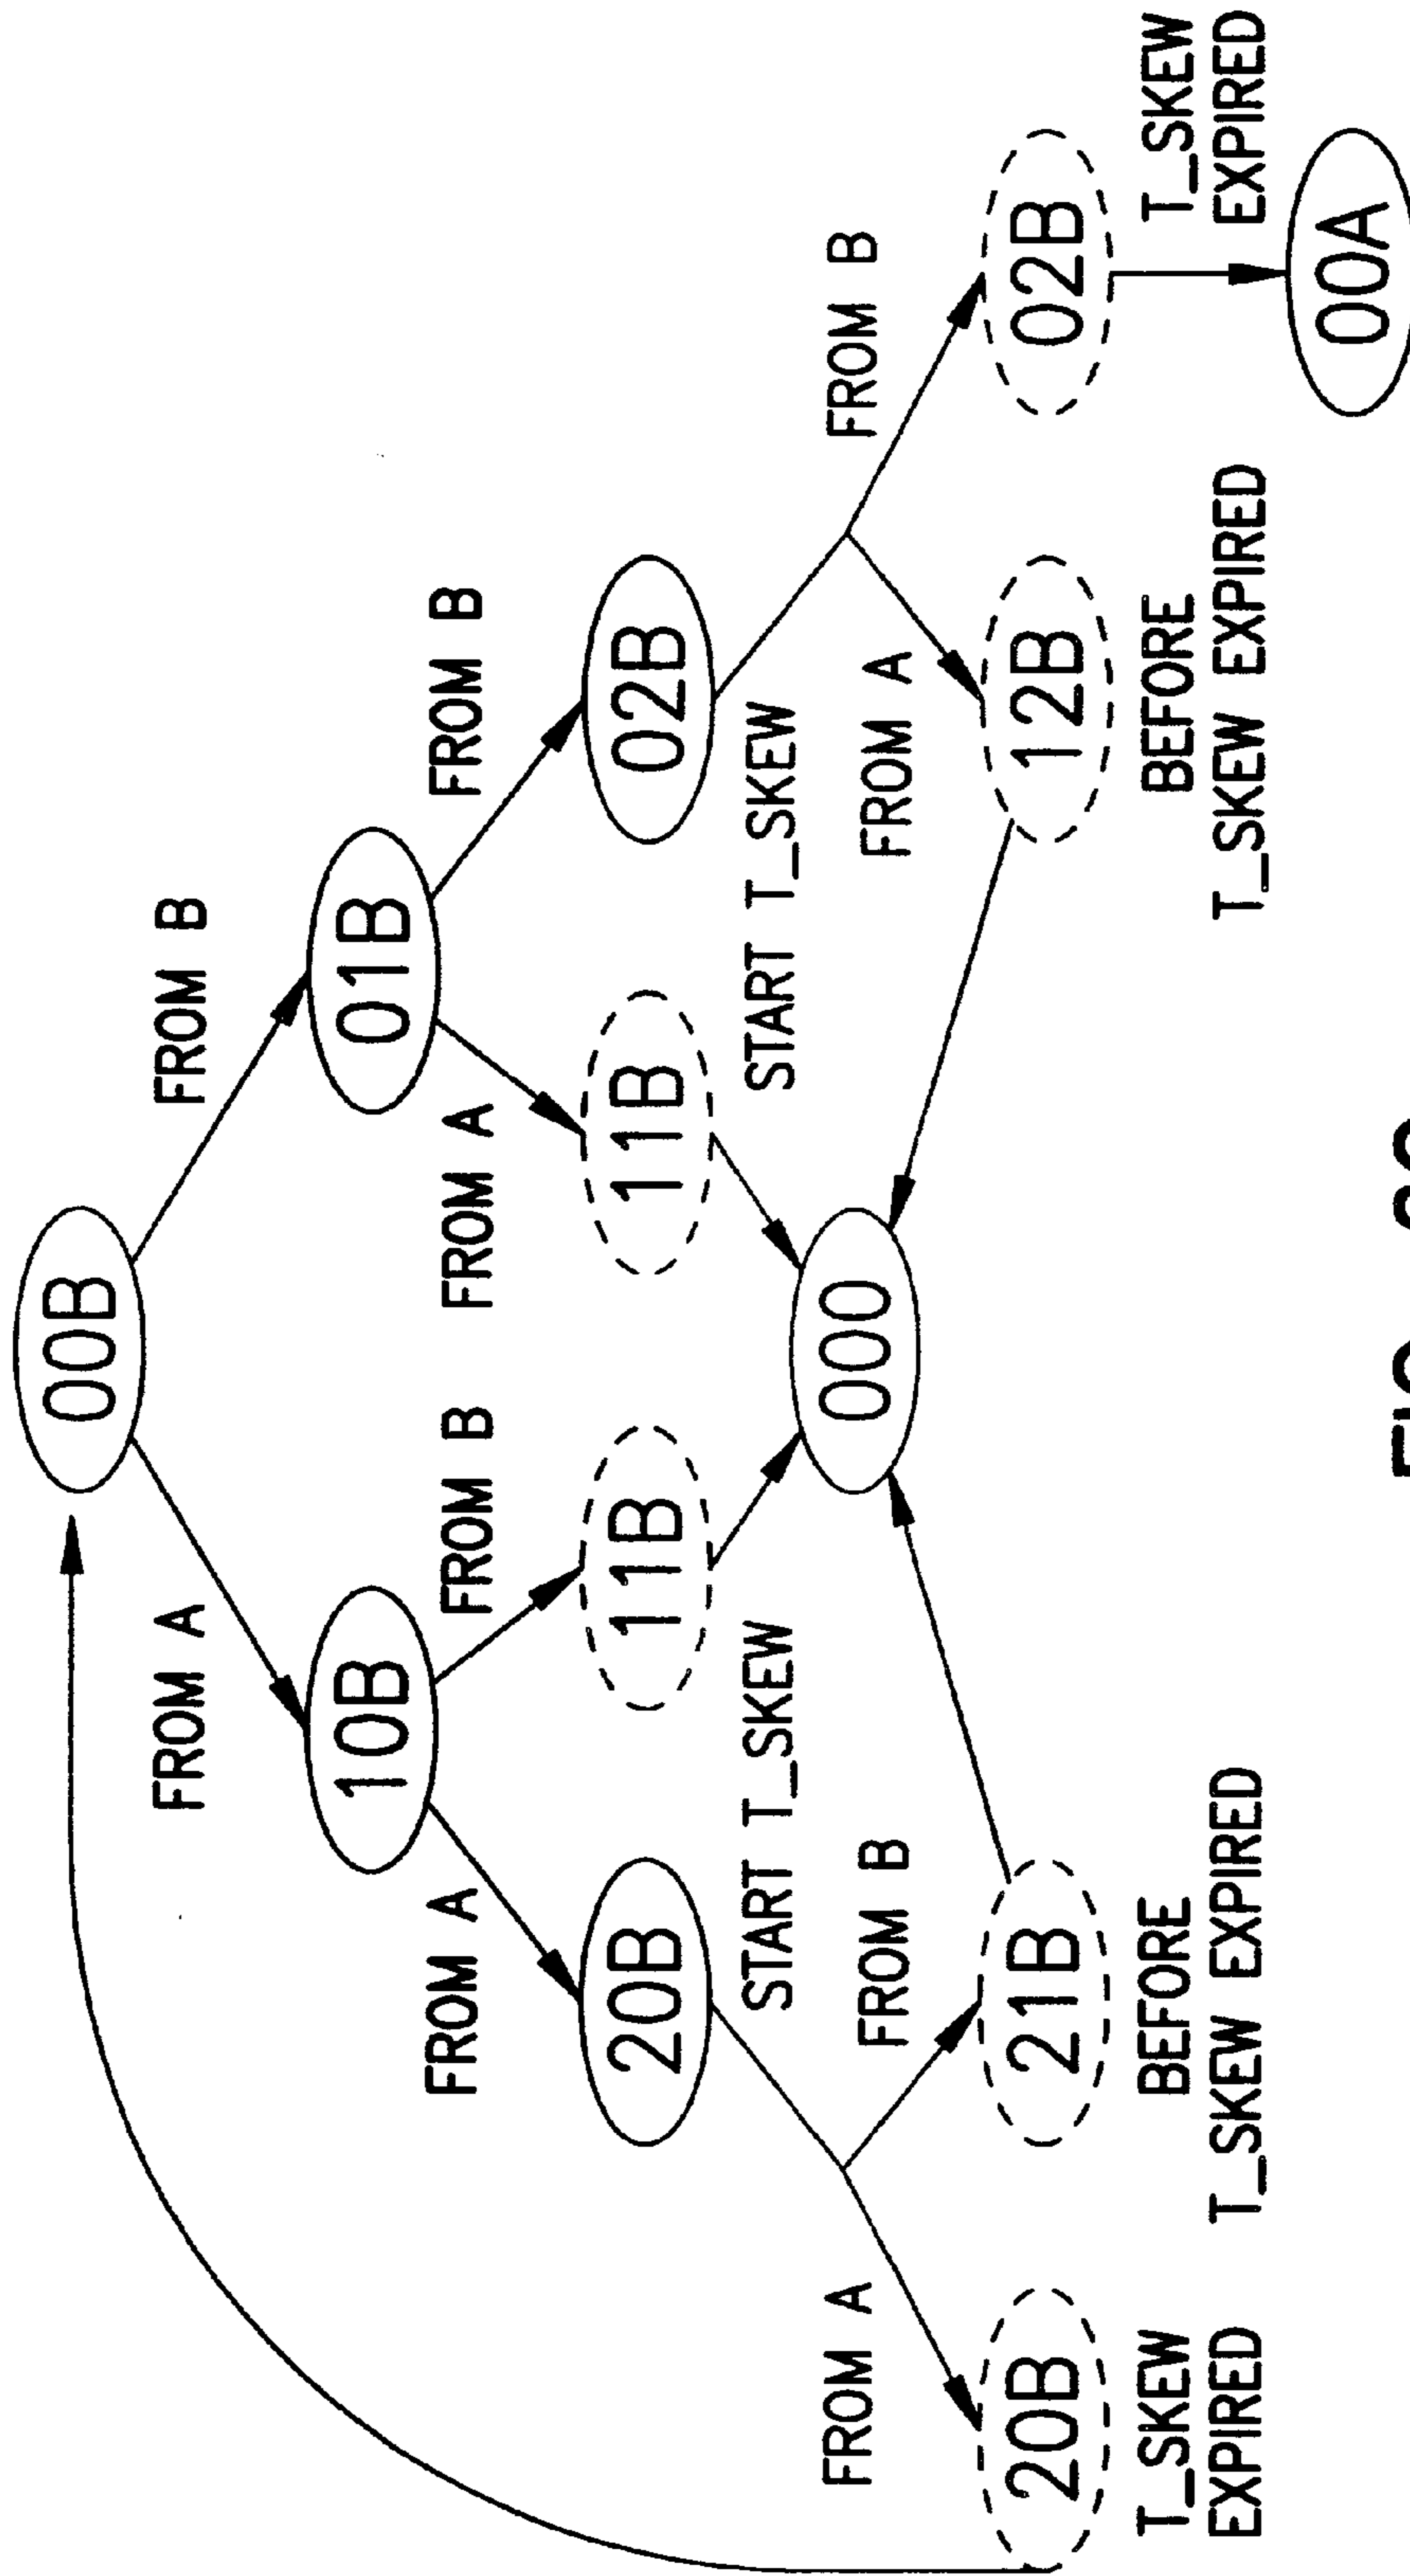 00B
FROM A
FROM B
10B
01B
FROM A
FROM B
FROM A
FROM B
20B
11B
11B
02B
START T_SKEW
START T_SKEW
000
FROM A
FROM B
FROM A
FROM B
20B
21B
12B
02B
T_SKEW
EXPIRED
BEFORE
T_SKEW EXPIRED
BEFORE
T_SKEW EXPIRED
T_SKEW
EXPIRED
00A